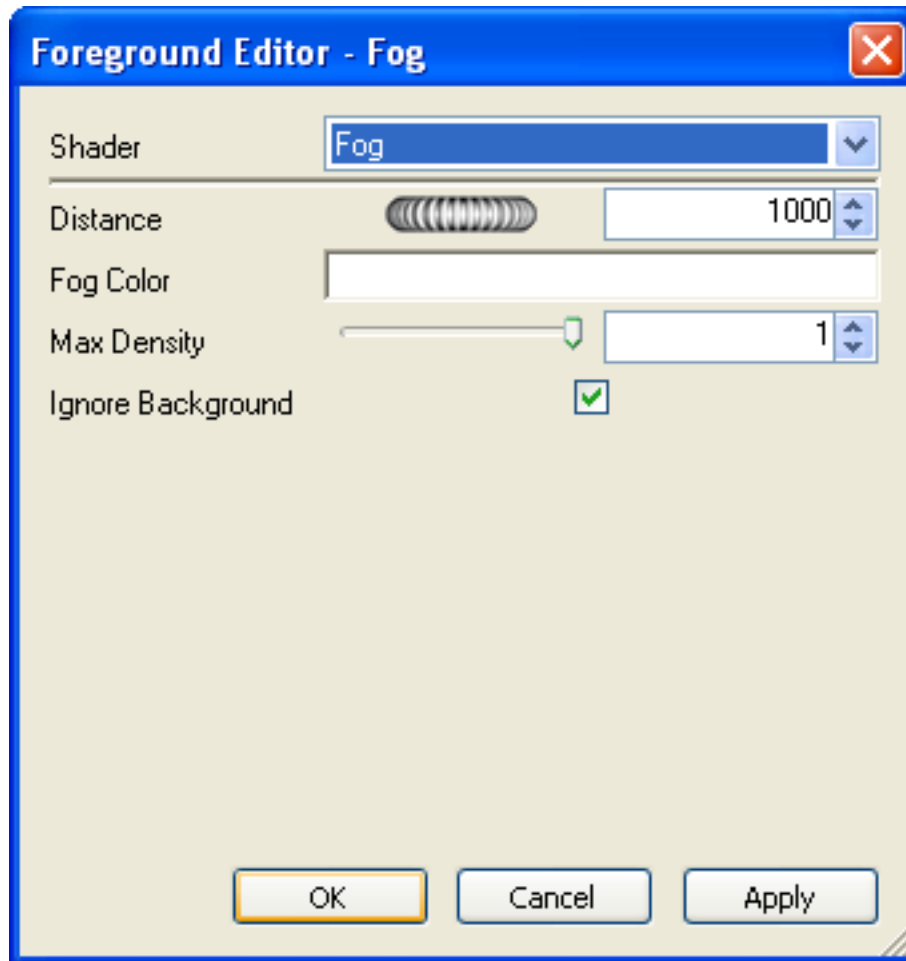 Foreground Editor - Fog
Shader Fog
Distance 1000
Fog Color
Max Density 1
Ignore Background
OK Cancel Apply